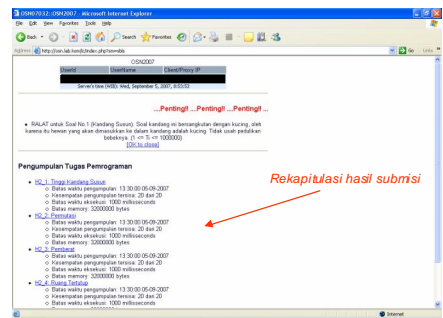 OSN07032::OSN2007 - Microsoft Internet Explorer
File Edit View Favorites Tools Help
Back Search Favorites
Address http://osn.lab.kom/jk/index.php?sm=dds Go Links
OSN2007
UserId UserName Client/Proxy IP
Server's time (WIB): Wed, September 5, 2007, 8:53:53
....Penting!! ....Penting!! ....Penting!! ...
RALAT untuk Soal No.1 (Kandang Susun). Soal kandang ini bersangkutan dengan kucing, oleh
karena itu hewan yang akan dimasukkan ke dalam kandang adalah kucing. Tidak usah pedulikan
bebeknya. (1 <= Ti <= 1000000)
[OK to close]
Pengumpulan Tugas Pemrograman
Rekapitulasi hasil submisi
H2_1: Tinggi Kandang Susun
Batas waktu pengumpulan: 13:30:00 05-09-2007
Kesempatan pengumpulan tersisa: 20 dari 20
Batas waktu eksekusi: 1000 milliseconds
Batas memory: 32000000 bytes
H2_2: Permutasi
Batas waktu pengumpulan: 13:30:00 05-09-2007
Kesempatan pengumpulan tersisa: 20 dari 20
Batas waktu eksekusi: 1000 milliseconds
Batas memory: 32000000 bytes
H2_3: Pemberat
Batas waktu pengumpulan: 13:30:00 05-09-2007
Kesempatan pengumpulan tersisa: 20 dari 20
Batas waktu eksekusi: 1000 milliseconds
Batas memory: 32000000 bytes
H2_4: Ruang Tertutup
Batas waktu pengumpulan: 13:30:00 05-09-2007
Kesempatan pengumpulan tersisa: 20 dari 20
Batas waktu eksekusi: 1000 milliseconds
Internet